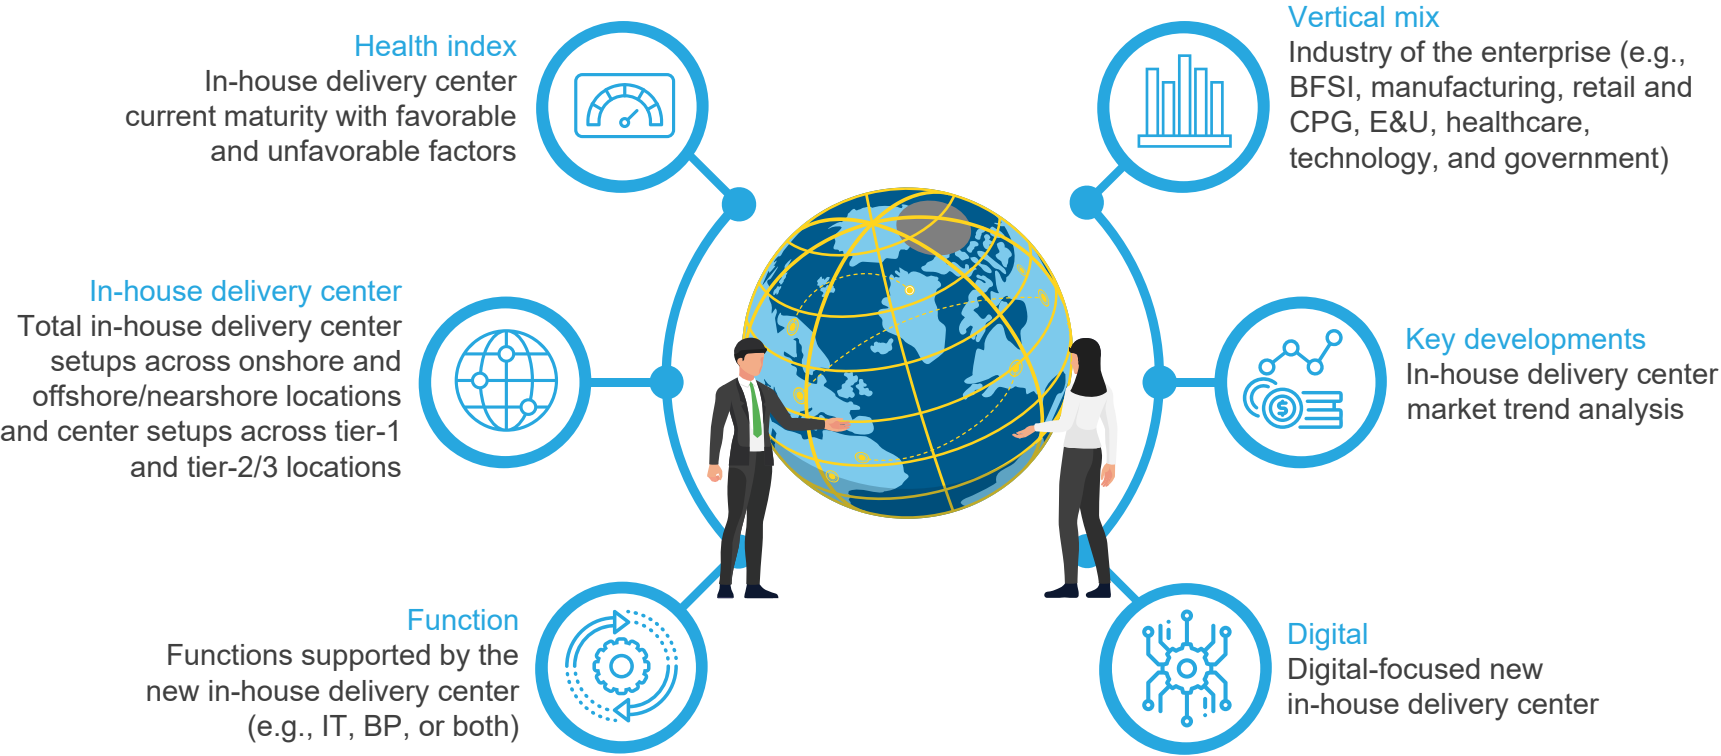 Health index
In-house delivery center
current maturity with favorable
and unfavorable factors
In-house delivery center
Total in-house delivery center
setups across onshore and
offshore/nearshore locations
and center setups across tier-1
and tier-2/3 locations
Function
Functions supported by the
new in-house delivery center
(e.g., IT, BP, or both)
Vertical mix
Industry of the enterprise (e.g.,
BFSI, manufacturing, retail and
CPG, E&U, healthcare,
technology, and government)
Key developments
In-house delivery center
market trend analysis
$
Digital
Digital-focused new
in-house delivery center